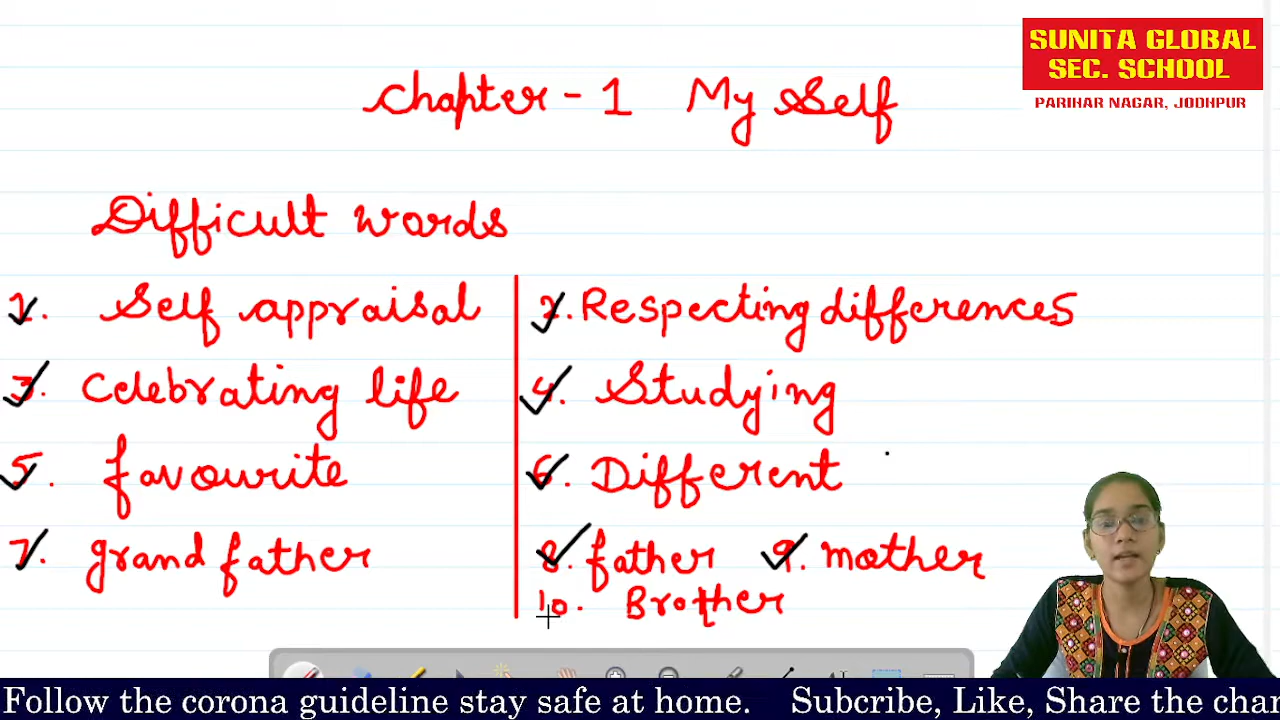 SUNITA GLOBAL
SEC. SCHOOL
PARIHAR NAGAR, JODHPUR
Chapter - 1 My Self
Difficult words
1. Self appraisal
2. Respecting differences
3. Celebrating life
4. Studying
5. favourite
6. Different
7. grand father
8. father 9. mother
10. Brother
Follow the corona guideline stay safe at home. Subcribe, Like, Share the chan